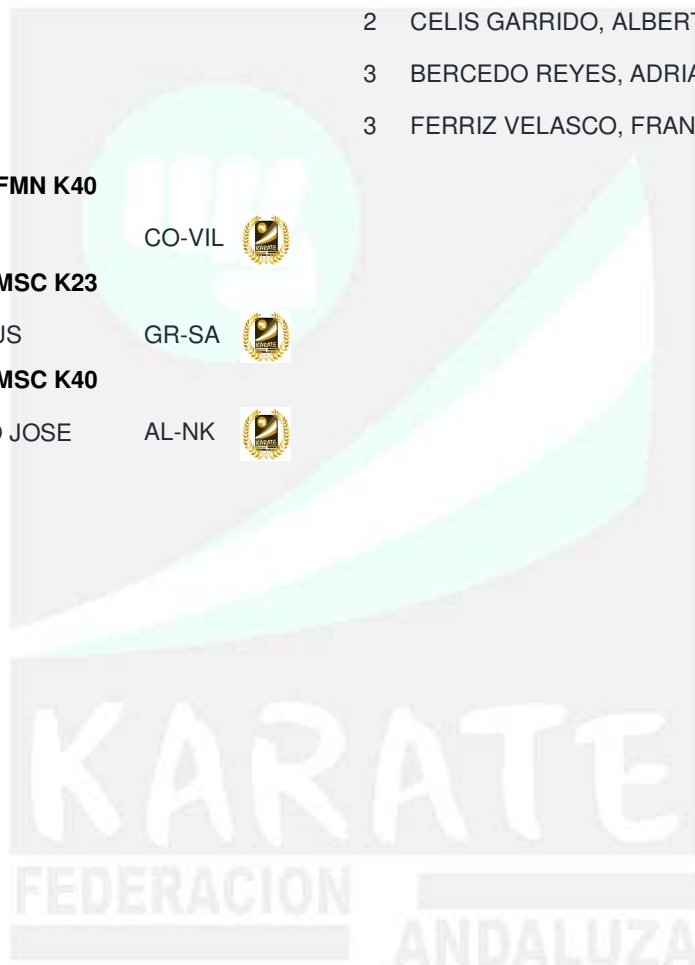 2 CELIS GARRIDO, ALBERT
3 BERCEDO REYES, ADRIA
3 FERRIZ VELASCO, FRAN
FMN K40
CO-VIL
MSC K23
US GR-SA
MSC K40
JOSE AL-NK
KARATE
FEDERACION
ANDALUZA